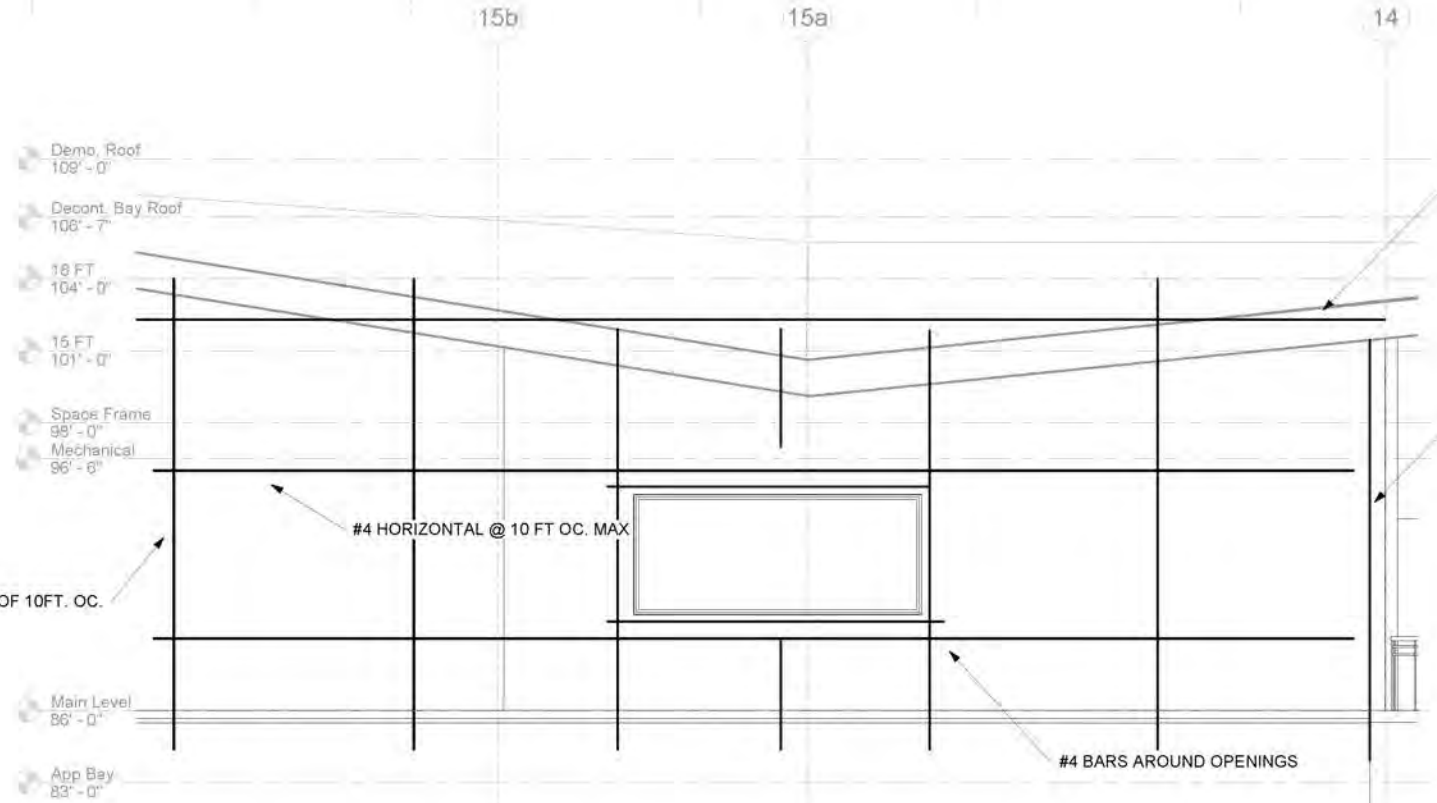 15b
15a
14
Demo. Roof
109' - 0"
Decont. Bay Roof
106' - 7"
18 FT
104' - 0"
15 FT
101' - 0"
Space Frame
98' - 0"
Mechanical
96' - 6"
#4 HORIZONTAL @ 10 FT OC. MAX
OF 10FT. OC.
Main Level
86' - 0"
#4 BARS AROUND OPENINGS
App Bay
83' - 0"